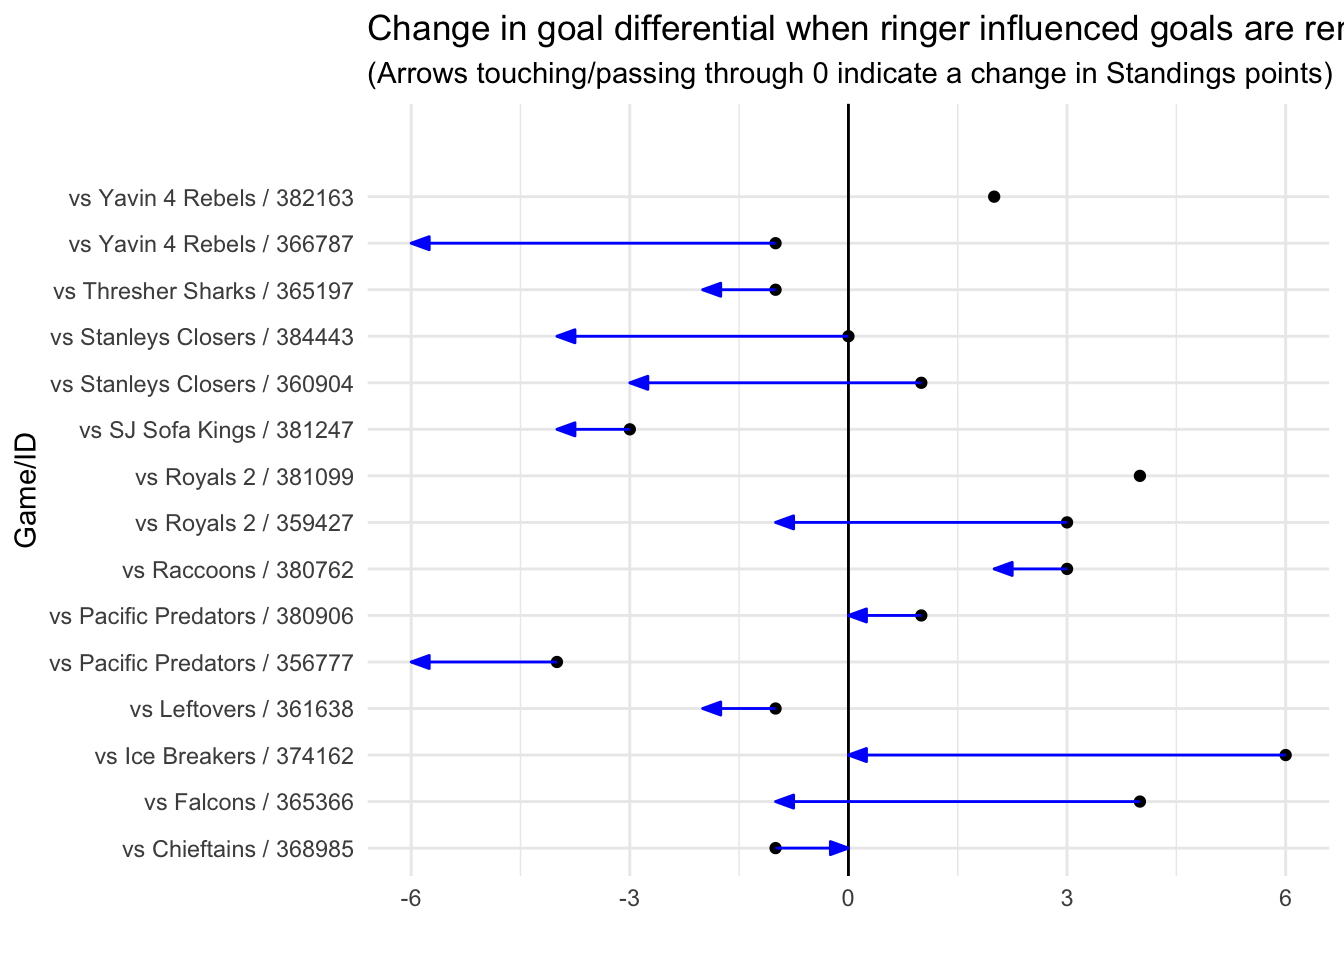 Change in goal differential when ringer influenced goals are
(Arrows touching/passing through 0 indicate a change in Standings points)
Game/ID
vs Yavin 4 Rebels / 382163
vs Yavin 4 Rebels / 366787
vs Thresher Sharks / 365197
vs Stanleys Closers / 384443
vs Stanleys Closers / 360904
vs SJ Sofa Kings / 381247
vs Royals 2 / 381099
vs Royals 2 / 359427
vs Raccoons / 380762
vs Pacific Predators / 380906
vs Pacific Predators / 356777
vs Leftovers / 361638
vs Ice Breakers / 374162
vs Falcons / 365366
vs Chieftains / 368985
-6 -3 0 3 6